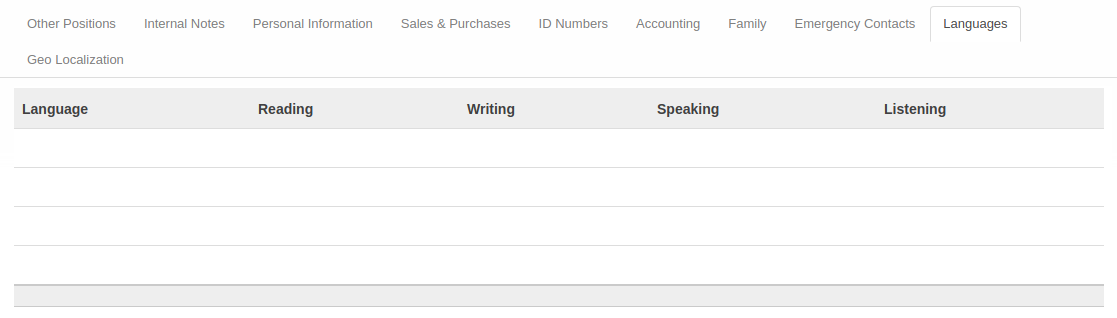 Other Positions Internal Notes Personal Information Sales & Purchases ID Numbers Accounting Family Emergency Contacts Languages
Geo Localization
Language Reading Writing Speaking Listening